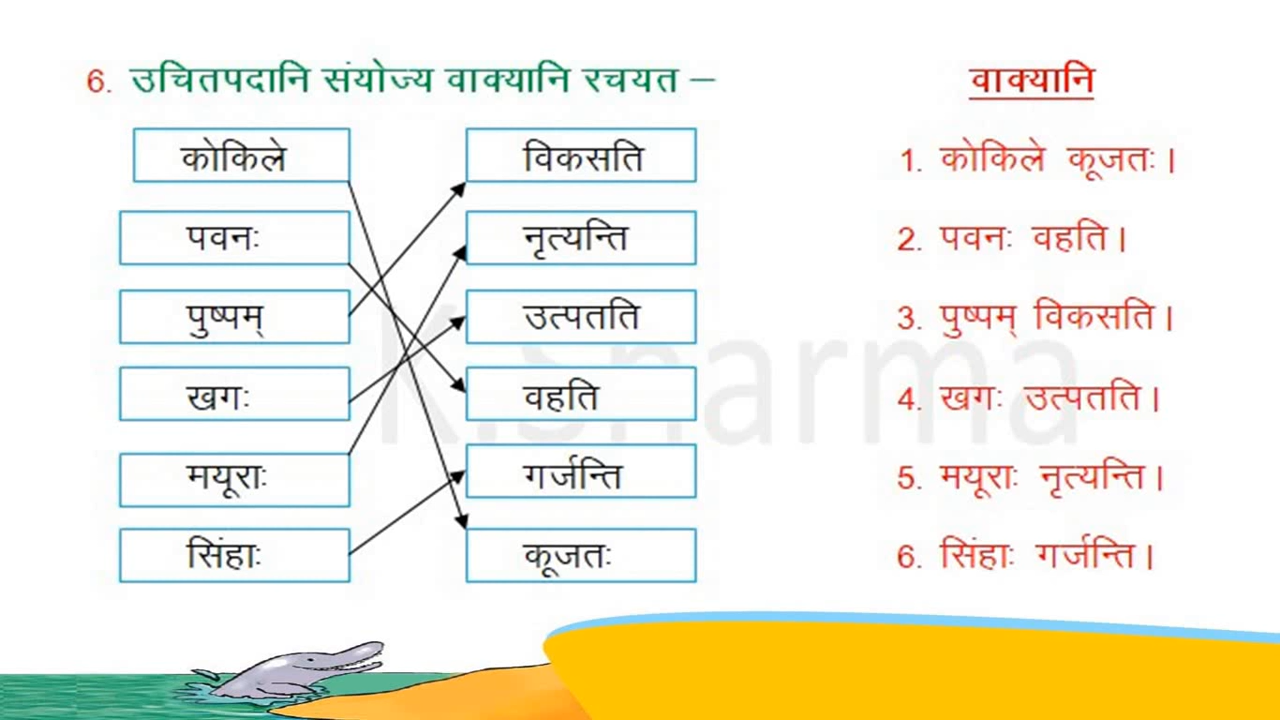 6. उचितपदानि संयोज्य वाक्यानि रचयत –
कोकिले
पवनः
पुष्पम्
खगः
मयूराः
सिंहाः
विकसति
नृत्यन्ति
उत्पतति
वहति
गर्जन्ति
कूजतः
वाक्यानि
1. कोकिले कूजतः।
2. पवनः वहति।
3. पुष्पम् विकसति।
4. खगः उत्पतति।
5. मयूराः नृत्यन्ति।
6. सिंहाः गर्जन्ति।
K.sharma